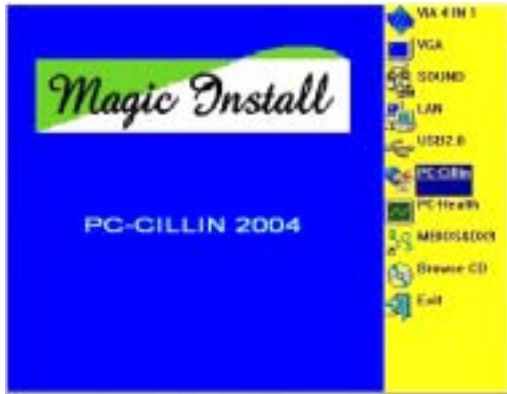 Magic Install
PC-CILLIN 2004
VIA 4 IN 1
VGA
SOUND
LAN
USB2.0
PC-Cillin
PC-Health
Browse CD
Exit